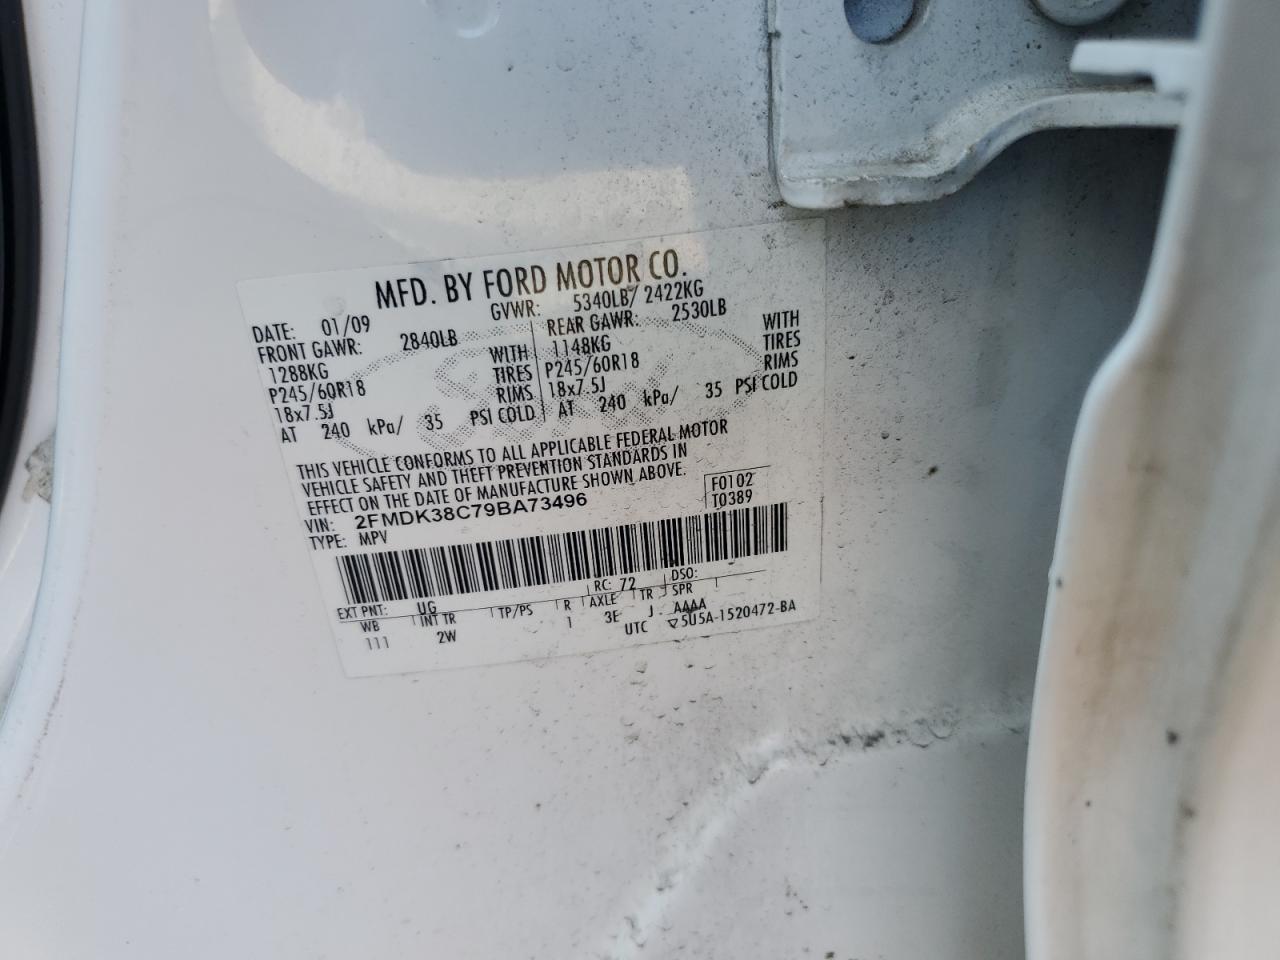 MFD. BY FORD MOTOR CO.
DATE: 01/09 GVWR: 5340LB/ 2422KG
FRONT GAWR: 2840LB REAR GAWR: 2530LB
1288KG WITH 1148KG WITH
P245/60R18 TIRES P245/60R18 TIRES
18x7.5J RIMS 18x7.5J RIMS
AT 240 kPa/ 35 PSI COLD AT 240 kPa/ 35 PSI COLD
THIS VEHICLE CONFORMS TO ALL APPLICABLE FEDERAL MOTOR
VEHICLE SAFETY AND THEFT PREVENTION STANDARDS IN
EFFECT ON THE DATE OF MANUFACTURE SHOWN ABOVE.
VIN: 2FMDK38C79BA73496 F0102
TYPE: MPV T0389
EXT PNT: UG RC: 72 DSO:
WB INT TR TP/PS R AXLE TR SPR
111 2W 1 3E J AAAA
UTC ▽5U5A-1520472-BA